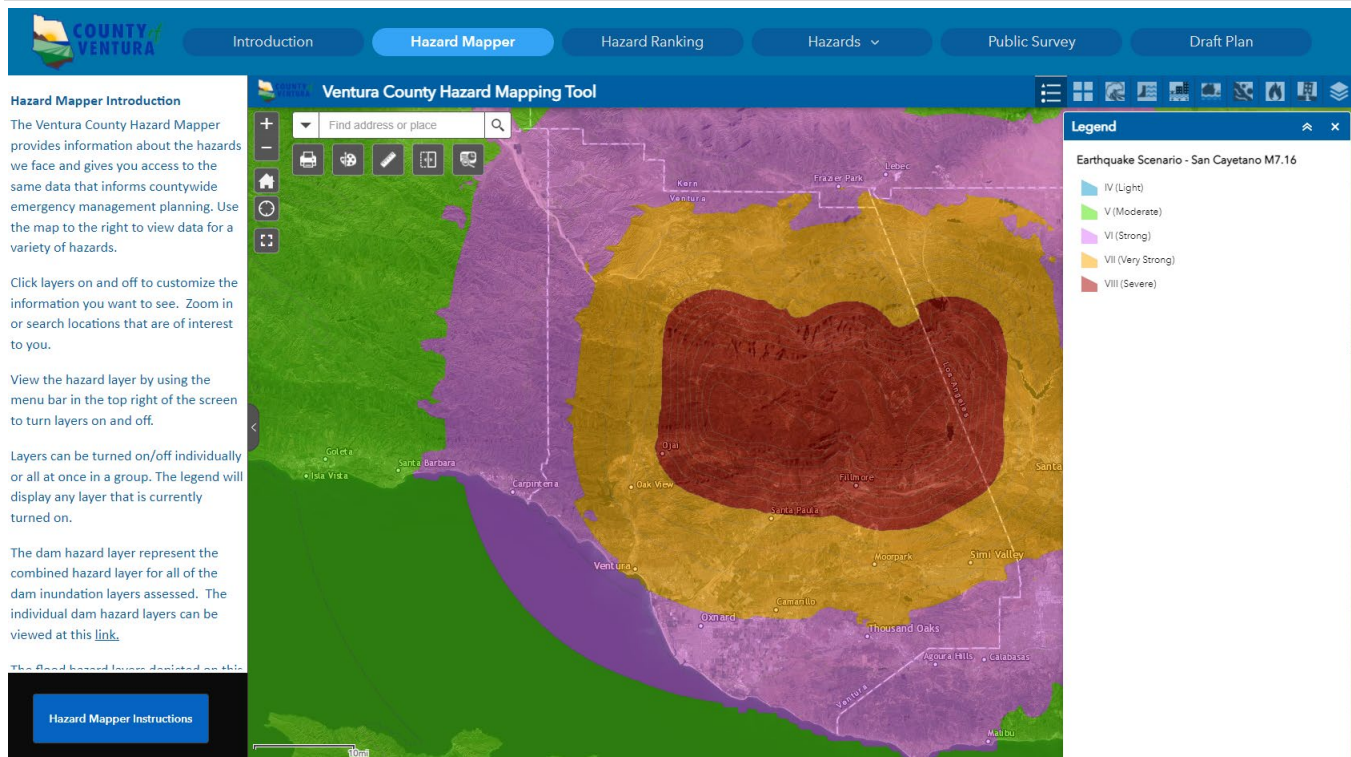 COUNTY of
VENTURA
Introduction
Hazard Mapper
Hazard Ranking
Hazards
Public Survey
Draft Plan
Hazard Mapper Introduction
The Ventura County Hazard Mapper
provides information about the hazards
we face and gives you access to the
same data that informs countywide
emergency management planning. Use
the map to the right to view data for a
variety of hazards.
Click layers on and off to customize the
information you want to see. Zoom in
or search locations that are of interest
to you.
View the hazard layer by using the
menu bar in the top right of the screen
to turn layers on and off.
Layers can be turned on/off individually
or all at once in a group. The legend will
display any layer that is currently
turned on.
The dam hazard layer represent the
combined hazard layer for all of the
dam inundation layers assessed. The
individual dam hazard layers can be
viewed at this link.
The flood hazard layers depicted on this
Hazard Mapper Instructions
COUNTY of
VENTURA
Ventura County Hazard Mapping Tool
Find address or place
Lebec
Frazier Park
Kern
Ventura
Los Angeles
Ojai
Goleta
Santa Barbara
Isla Vista
Carpinteria
Oak View
Fillmore
Santa
Santa Paula
Moorpark
Simi Valley
Ventura
Camarillo
Oxnard
Thousand Oaks
Agoura Hills
Calabasas
Ventura
Malibu
10mi
Legend
Earthquake Scenario - San Cayetano M7.16
IV (Light)
V (Moderate)
VI (Strong)
VII (Very Strong)
VIII (Severe)